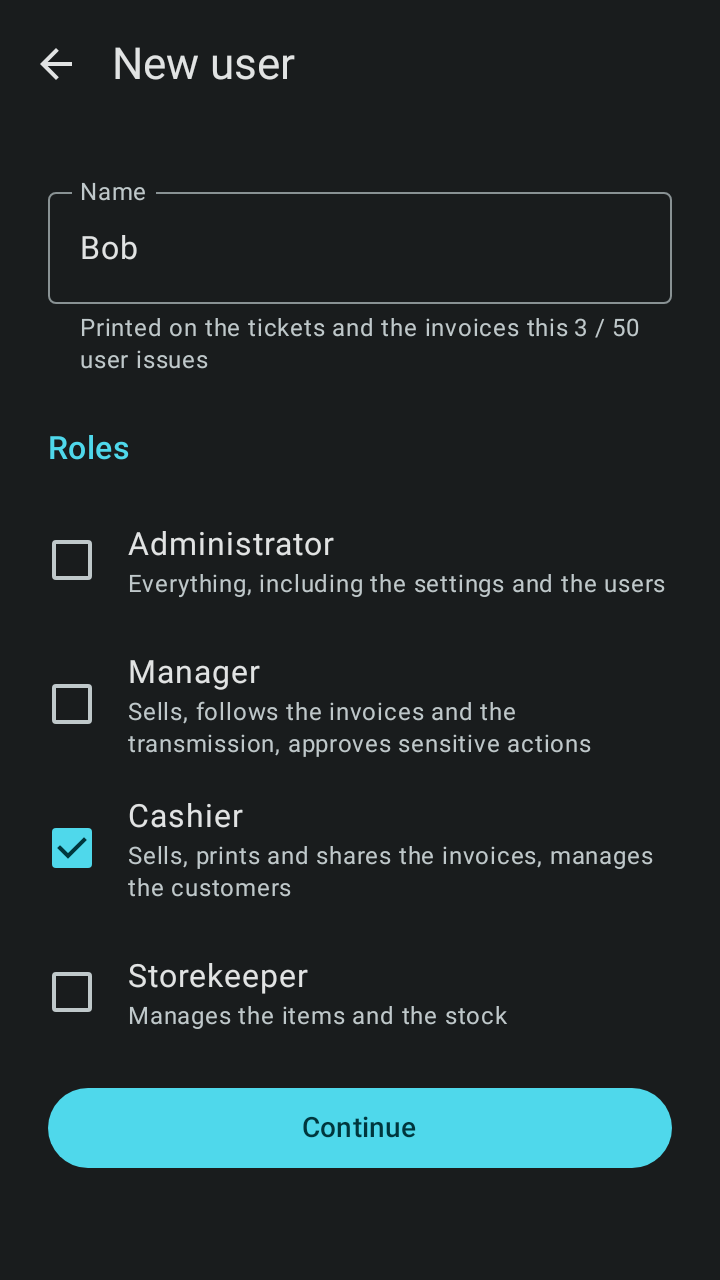 New user
Name
Bob
Printed on the tickets and the invoices this 3 / 50
user issues
Roles
Administrator
Everything, including the settings and the users
Manager
Sells, follows the invoices and the
transmission, approves sensitive actions
Cashier
Sells, prints and shares the invoices, manages
the customers
Storekeeper
Manages the items and the stock
Continue